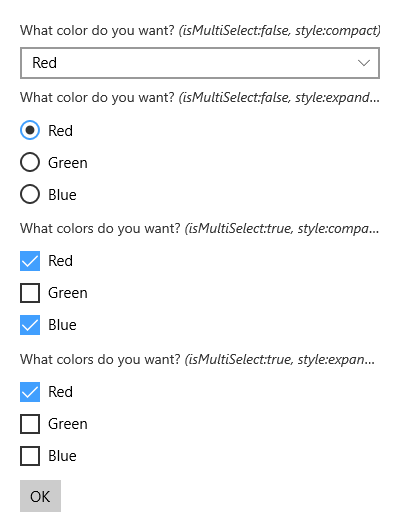 What color do you want? (isMultiSelect:false, style:compact)
Red
What color do you want? (isMultiSelect:false, style:expand...
Red
Green
Blue
What colors do you want? (isMultiSelect:true, style:compa...
Red
Green
Blue
What colors do you want? (isMultiSelect:true, style:expan...
Red
Green
Blue
OK